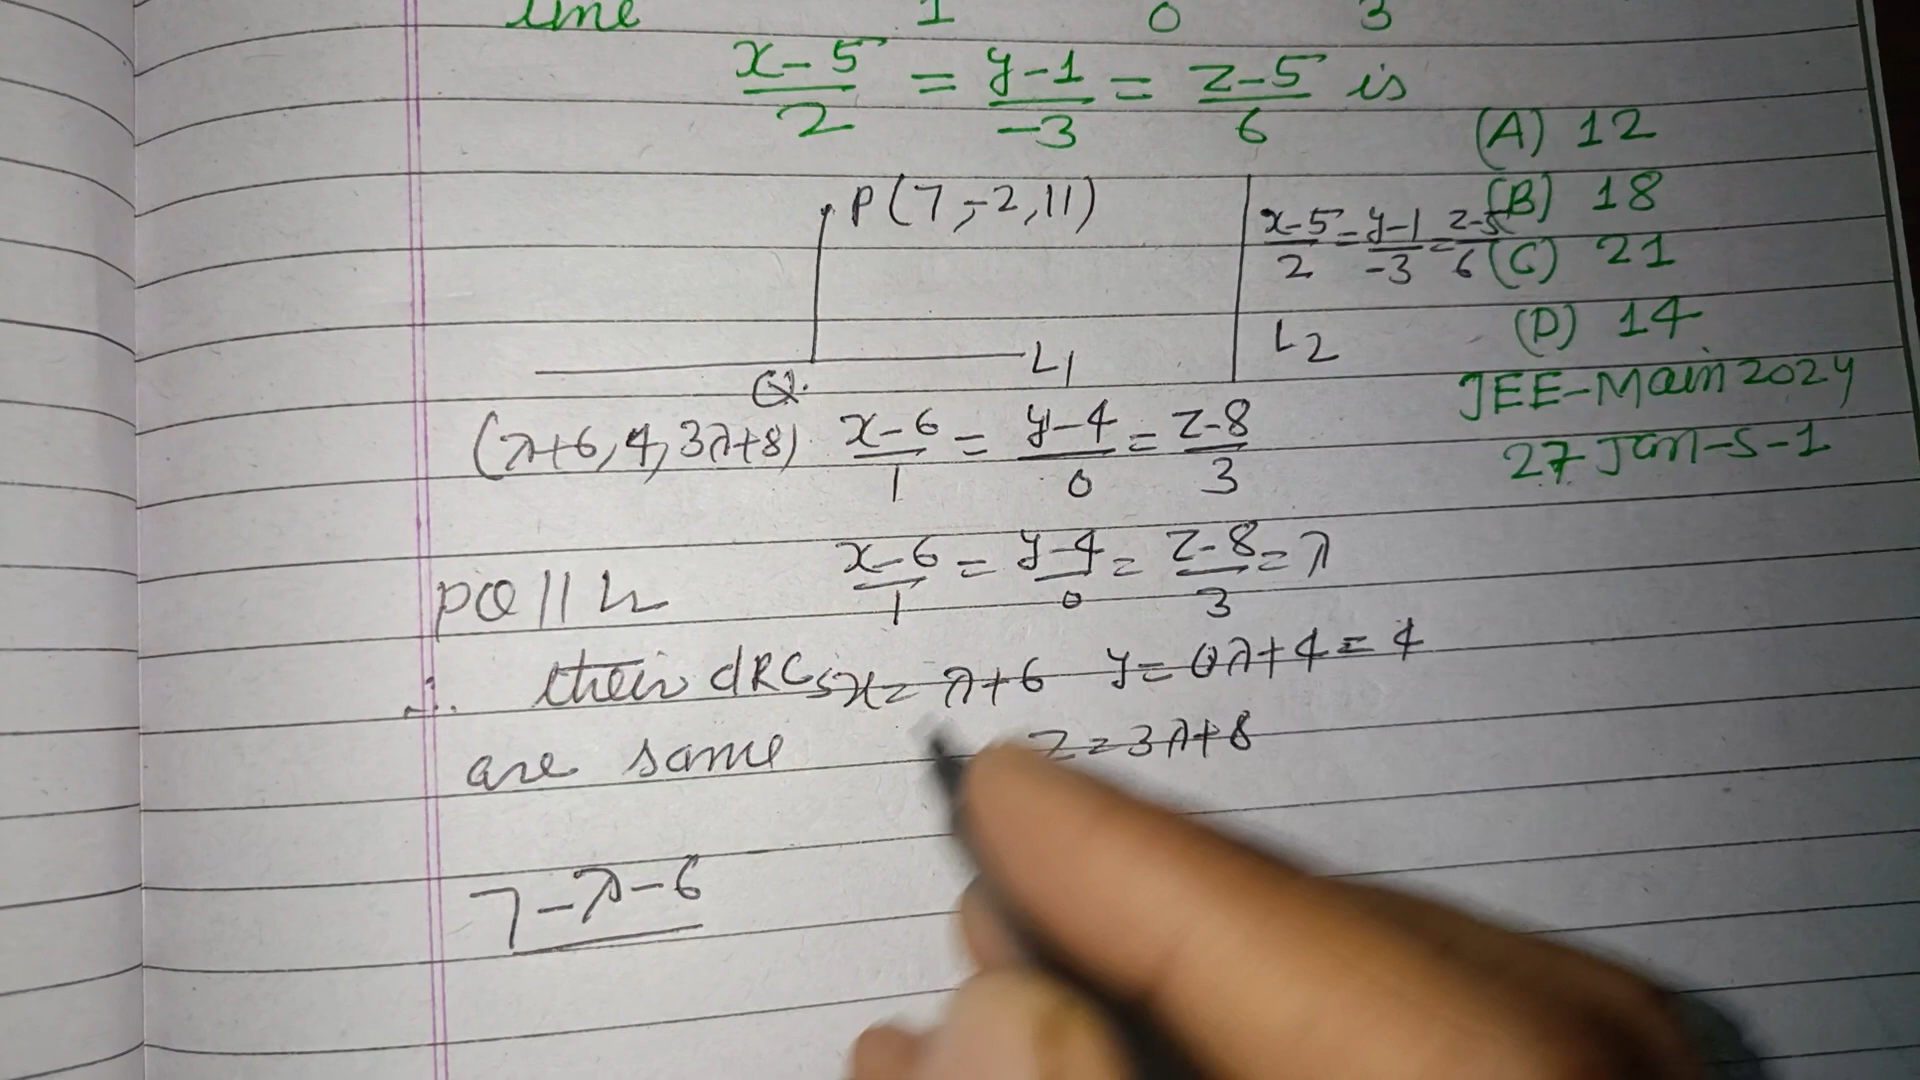 line 1 0 3
x-5/2 = y-1/-3 = z-5/6 is
(A) 12
P(7,-2,11)
(B) 18
x-5/2 = y-1/-3 = z-5/6
(C) 21
L2
(D) 14
L1
Q.
JEE-Main 2024
(λ+6, 4, 3λ+8) x-6/1 = y-4/0 = z-8/3
27 Jan-S-1
x-6/1 = y-4/0 = z-8/3 = λ
PQ ||
∴ their dRCs x = λ+6 y = 0λ+4 = 4
are same z = 3λ+8
7-λ-6